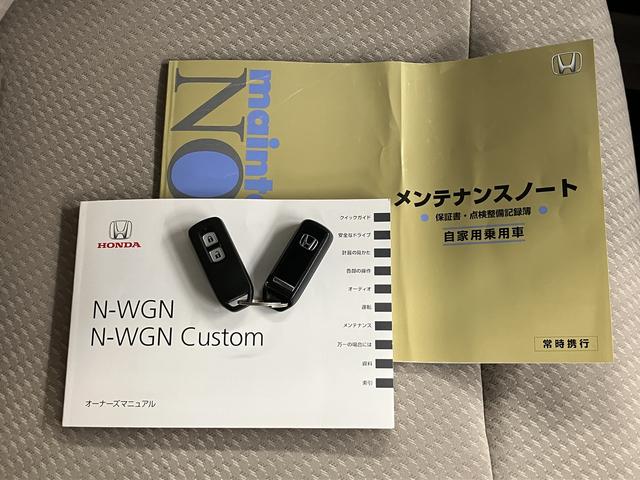 mainte
NO
メンテナンスノート
保証書・点検整備記録簿
自家用乗用車
常時携行
HONDA
N-WGN
N-WGN Custom
オーナーズマニュアル
クイックガイド
安全なドライブ
計器の見かた
各部の操作
オーディオ
運転
メンテナンス
万一の場合には
資料
索引